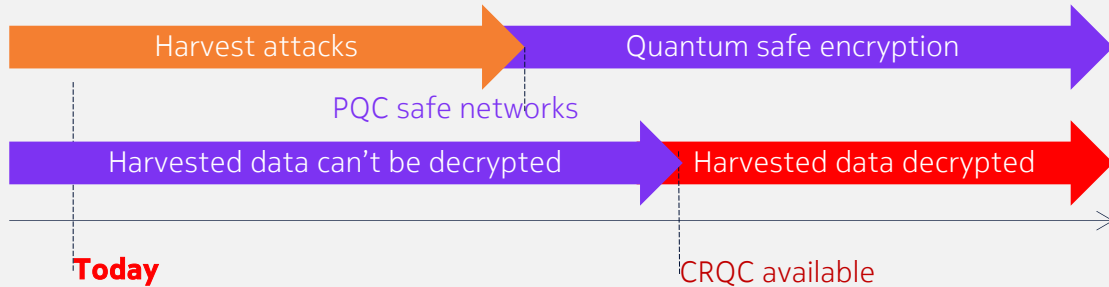 Harvest attacks
Quantum safe encryption
PQC safe networks
Harvested data can't be decrypted
Harvested data decrypted
Today
CRQC available